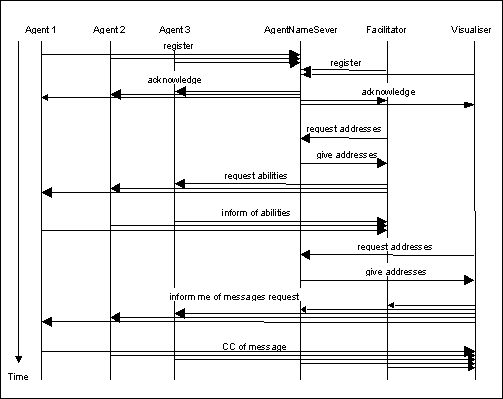 Agent 1 Agent 2 Agent 3 AgentNameSever Facilitator Visualiser
register
register
acknowledge
acknowledge
request addresses
give addresses
request abilities
inform of abilities
request addresses
give addresses
inform me of messages request
CC of message
Time